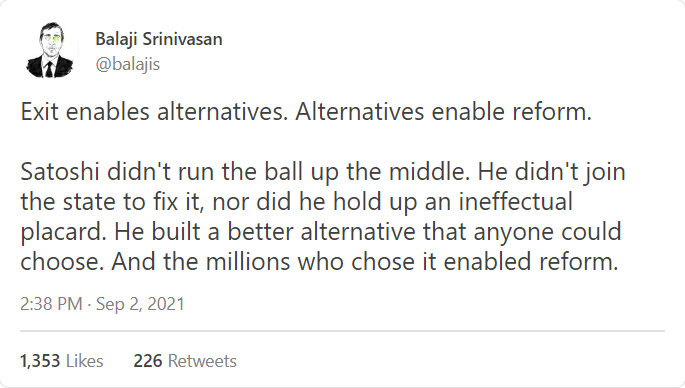 Balaji Srinivasan
@balajis
Exit enables alternatives. Alternatives enable reform.
Satoshi didn't run the ball up the middle. He didn't join
the state to fix it, nor did he hold up an ineffectual
placard. He built a better alternative that anyone could
choose. And the millions who chose it enabled reform.
2:38 PM · Sep 2, 2021
1,353 Likes 226 Retweets